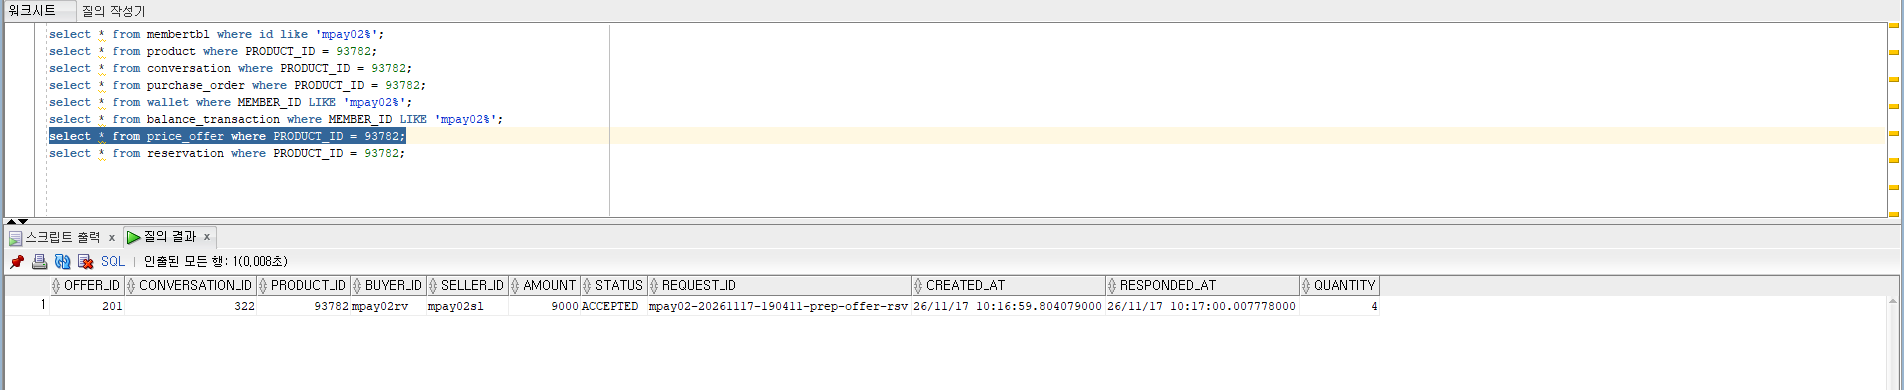 워크시트 질의 작성기
select * from membertbl where id like 'mpay02%';
select * from product where PRODUCT_ID = 93782;
select * from conversation where PRODUCT_ID = 93782;
select * from purchase_order where PRODUCT_ID = 93782;
select * from wallet where MEMBER_ID LIKE 'mpay02%';
select * from balance_transaction where MEMBER_ID LIKE 'mpay02%';
select * from price_offer where PRODUCT_ID = 93782;
select * from reservation where PRODUCT_ID = 93782;
스크립트 출력 x 질의 결과 x
SQL | 인출된 모든 행: 1(0,008초)
OFFER_ID CONVERSATION_ID PRODUCT_ID BUYER_ID SELLER_ID AMOUNT STATUS REQUEST_ID CREATED_AT RESPONDED_AT QUANTITY
1 201 322 93782 mpay02rv mpay02sl 9000 ACCEPTED mpay02-20261117-190411-prep-offer-rsv 26/11/17 10:16:59.804079000 26/11/17 10:17:00.007778000 4